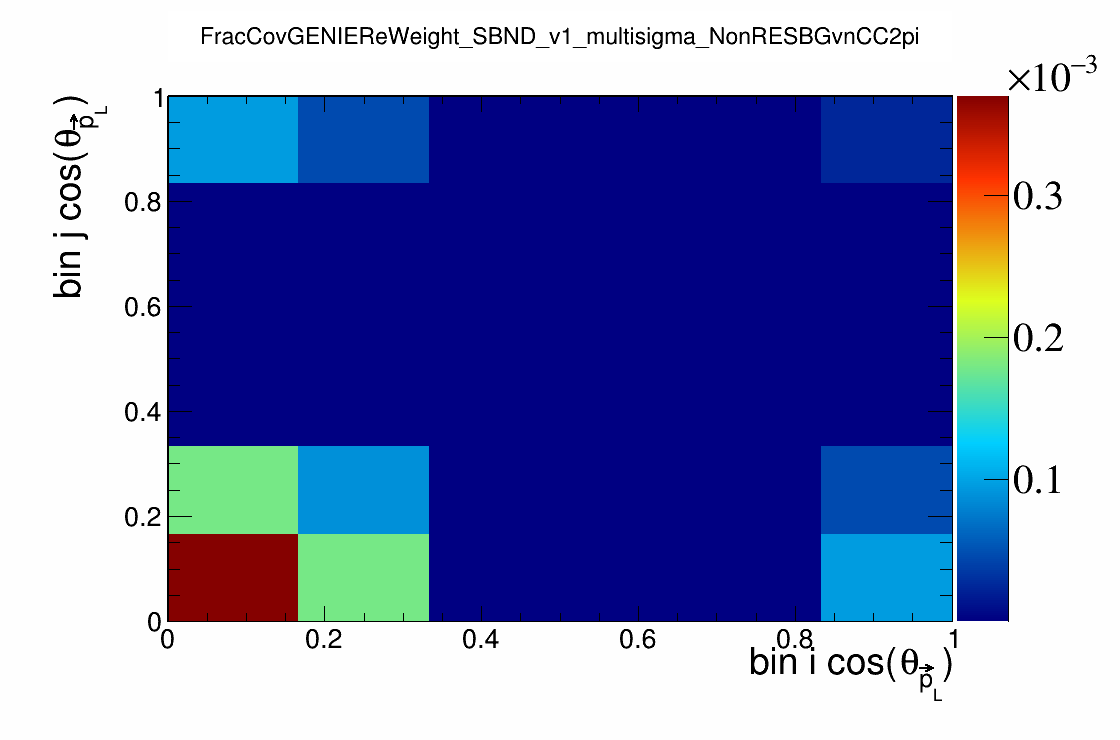 FracCovGENIEReWeight_SBND_v1_multisigma_NonRESBGvnCC2pi
×10⁻³
bin j cos(θ_p⃗_L)
1
0.8
0.6
0.4
0.2
0
0 0.2 0.4 0.6 0.8 1
bin i cos(θ_p⃗_L)
0.3
0.2
0.1